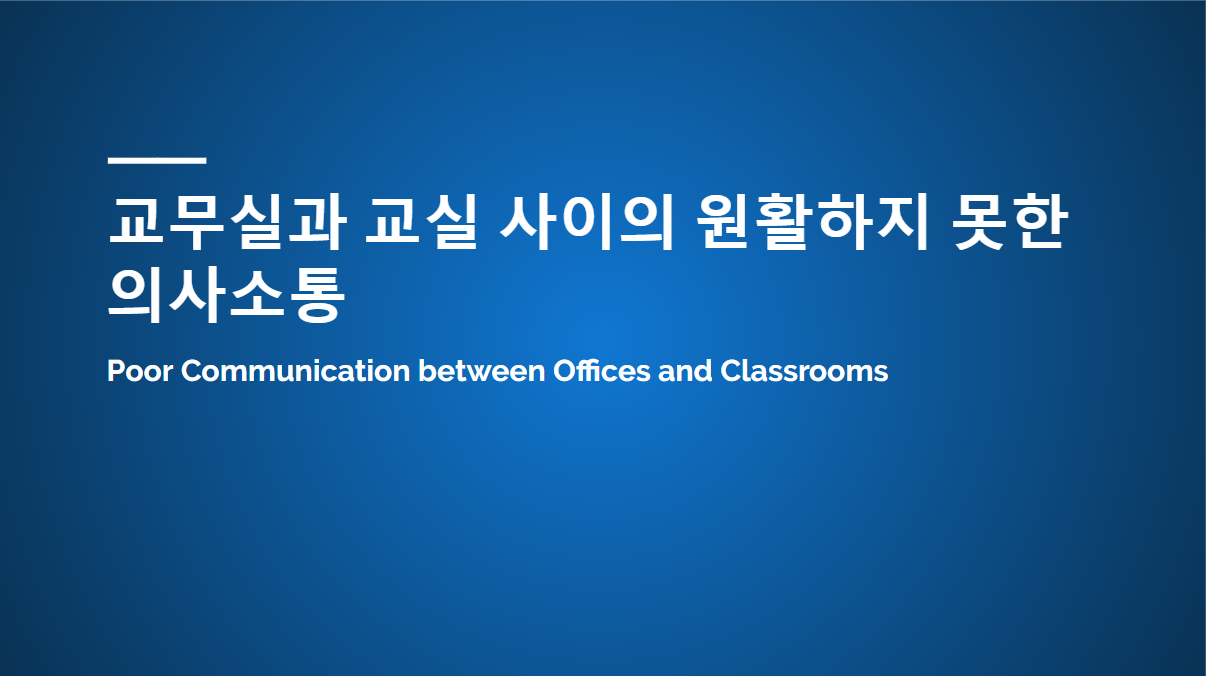 교무실과 교실 사이의 원활하지 못한
의사소통
Poor Communication between Offices and Classrooms